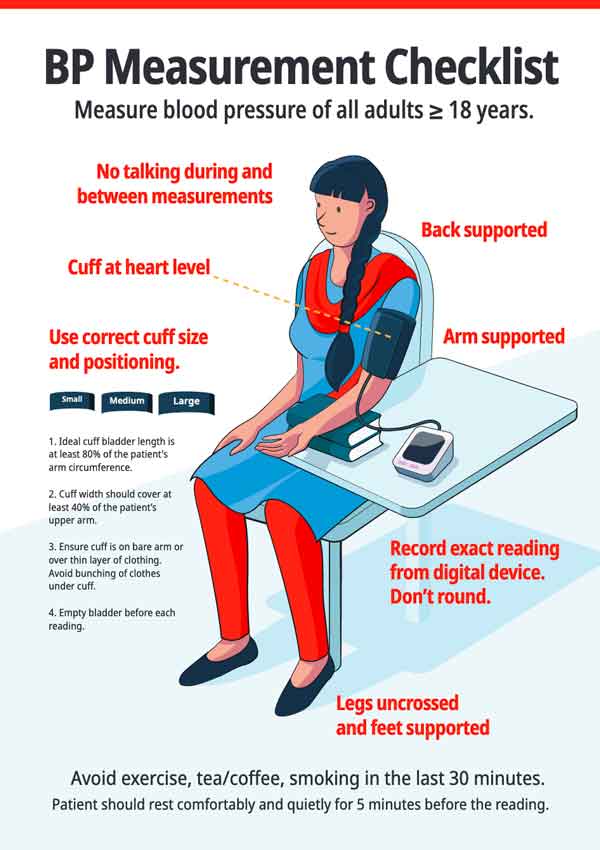 BP Measurement Checklist
Measure blood pressure of all adults ≥ 18 years.
No talking during and
between measurements
Back supported
Cuff at heart level
Use correct cuff size
and positioning.
Arm supported
Small Medium Large
1. Ideal cuff bladder length is
at least 80% of the patient's
arm circumference.
2. Cuff width should cover at
least 40% of the patient's
upper arm.
3. Ensure cuff is on bare arm or
over thin layer of clothing.
Avoid bunching of clothes
under cuff.
4. Empty bladder before each
reading.
Record exact reading
from digital device.
Don't round.
Legs uncrossed
and feet supported
Avoid exercise, tea/coffee, smoking in the last 30 minutes.
Patient should rest comfortably and quietly for 5 minutes before the reading.